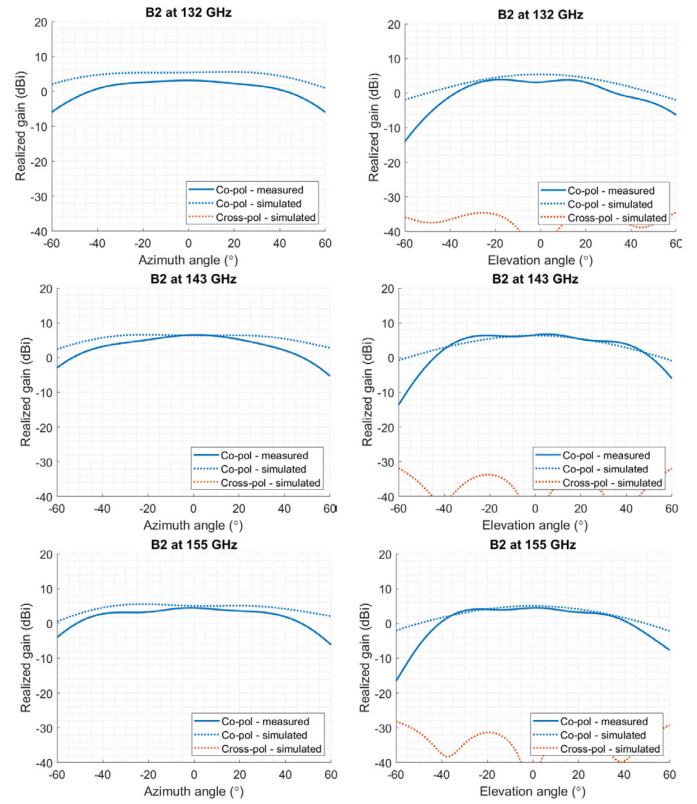 B2 at 132 GHz
20
10
0
-10
-20
-30
-40
Realized gain (dBi)
Co-pol - measured
Co-pol - simulated
Cross-pol - simulated
-60 -40 -20 0 20 40 60
Azimuth angle (°)
B2 at 132 GHz
20
10
0
-10
-20
-30
-40
Realized gain (dBi)
Co-pol - measured
Co-pol - simulated
Cross-pol - simulated
-60 -40 -20 0 20 40 60
Elevation angle (°)
B2 at 143 GHz
20
10
0
-10
-20
-30
-40
Realized gain (dBi)
Co-pol - measured
Co-pol - simulated
Cross-pol - simulated
-60 -40 -20 0 20 40 60
Azimuth angle (°)
B2 at 143 GHz
20
10
0
-10
-20
-30
-40
Realized gain (dBi)
Co-pol - measured
Co-pol - simulated
Cross-pol - simulated
-60 -40 -20 0 20 40 60
Elevation angle (°)
B2 at 155 GHz
20
10
0
-10
-20
-30
-40
Realized gain (dBi)
Co-pol - measured
Co-pol - simulated
Cross-pol - simulated
-60 -40 -20 0 20 40 60
Azimuth angle (°)
B2 at 155 GHz
20
10
0
-10
-20
-30
-40
Realized gain (dBi)
Co-pol - measured
Co-pol - simulated
Cross-pol - simulated
-60 -40 -20 0 20 40 60
Elevation angle (°)